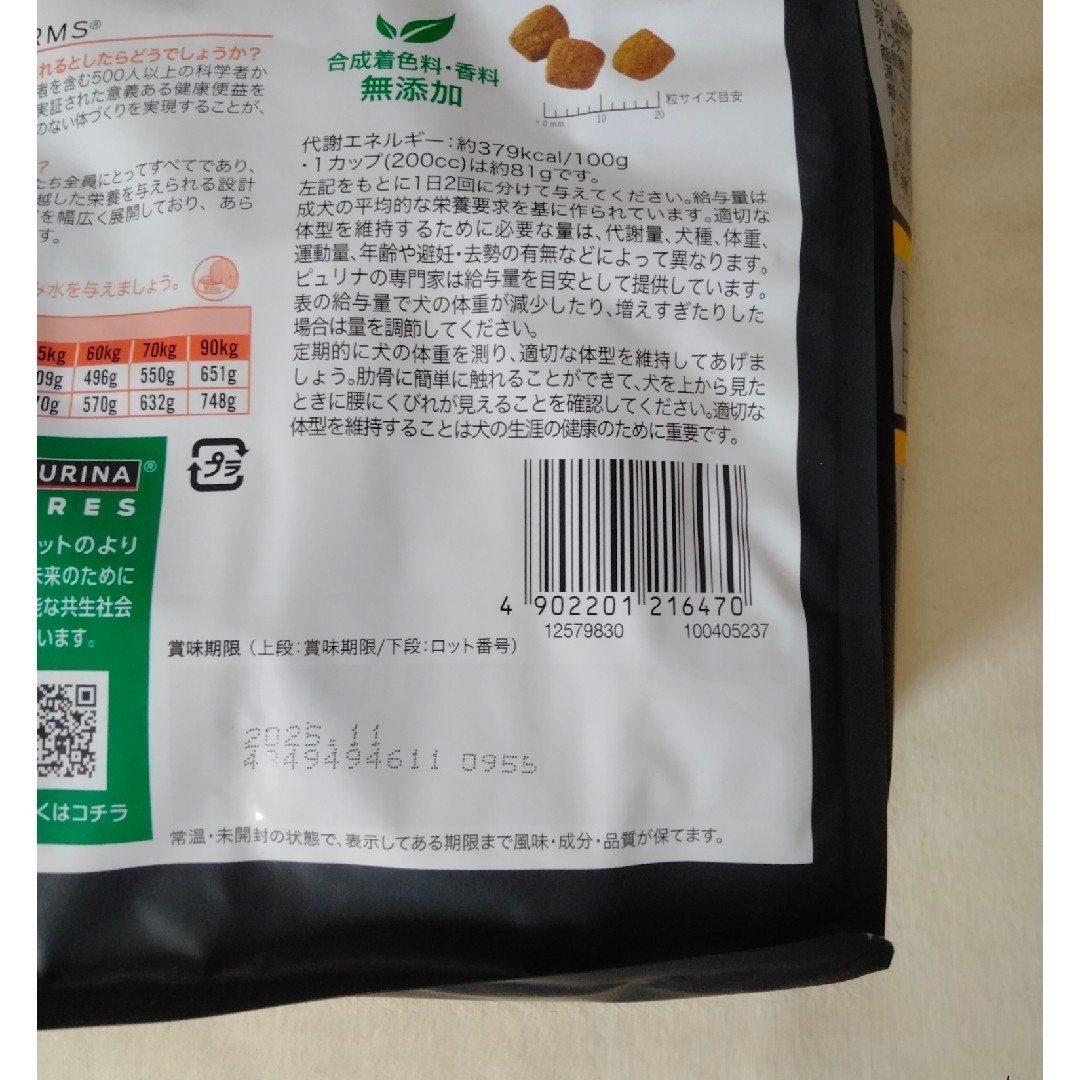 RMS®
れるとしたらどうでしょうか?
者を含む500人以上の科学者か
実証された意義ある健康便益を
のない体づくりを実現することが、
?
たち全員にとってすべてであり、
越した栄養を与えられる設計
を幅広く展開しており、あら
す。
み水を与えましょう。
5kg 60kg 70kg 90kg
09g 496g 550g 651g
70g 570g 632g 748g
URINA®
RES
ットのより
未来のために
能な共生社会
います。
くはコチラ
合成着色料・香料
無添加
粒サイズ目安
0mm 10 20
代謝エネルギー:約379kcal/100g
・1カップ(200cc)は約81gです。
左記をもとに1日2回に分けて与えてください。給与量は
成犬の平均的な栄養要求を基に作られています。適切な
体型を維持するために必要な量は、代謝量、犬種、体重、
運動量、年齢や避妊・去勢の有無などによって異なります。
ピュリナの専門家は給与量を目安として提供しています。
表の給与量で犬の体重が減少したり、増えすぎたりした
場合は量を調節してください。
定期的に犬の体重を測り、適切な体型を維持してあげま
しょう。肋骨に簡単に触れることができて、犬を上から見た
ときに腰にくびれが見えることを確認してください。適切な
体型を維持することは犬の生涯の健康のために重要です。
プラ
4 902201 216470
12579830 100405237
賞味期限(上段:賞味期限/下段:ロット番号)
2025.11
4349494611 0955
常温・未開封の状態で、表示してある期限まで風味・成分・品質が保てます。